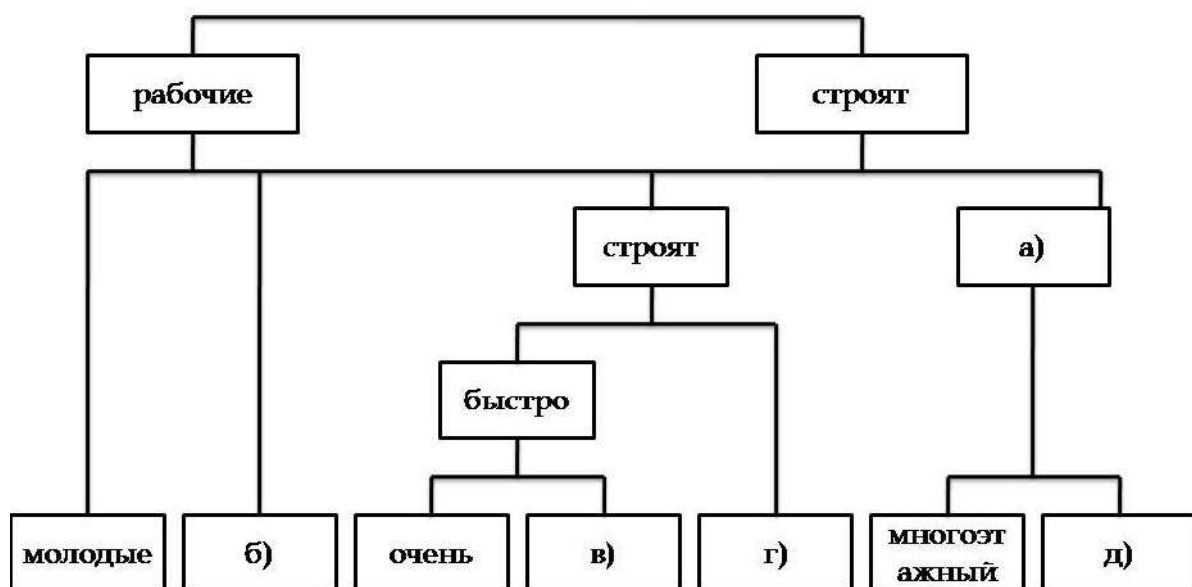 рабочие
строят
строят
а)
быстро
молодые
б)
очень
в)
г)
многоэт
ажный
д)